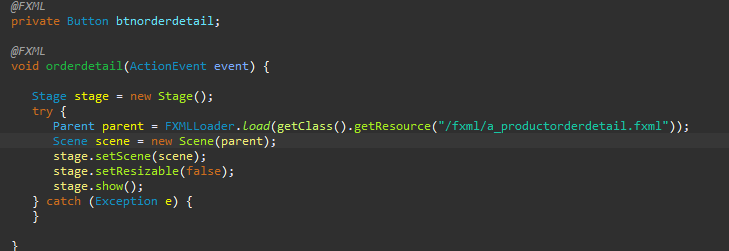 @FXML
private Button btnorderdetail;
@FXML
void orderdetail(ActionEvent event) {
Stage stage = new Stage();
try {
Parent parent = FXMLLoader.load(getClass().getResource("/fxml/a_productorderdetail.fxml"));
Scene scene = new Scene(parent);
stage.setScene(scene);
stage.setResizable(false);
stage.show();
} catch (Exception e) {
}
}